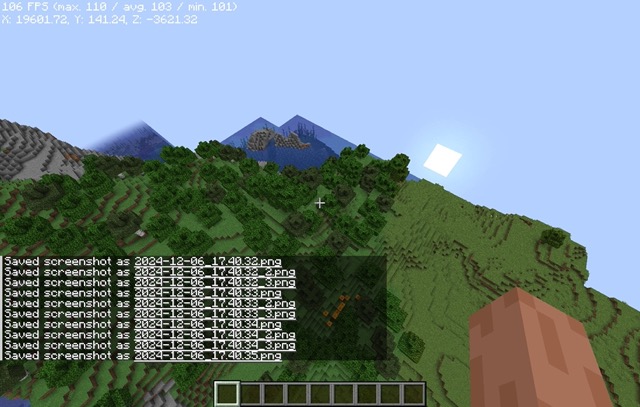 106 FPS (max. 110 / avg. 103 / min. 101)
X: 19601.72, Y: 141.24, Z: -3621.32
Saved screenshot as 2024-12-06_17.40.32.png
Saved screenshot as 2024-12-06_17.40.32_2.png
Saved screenshot as 2024-12-06_17.40.32_3.png
Saved screenshot as 2024-12-06_17.40.33.png
Saved screenshot as 2024-12-06_17.40.33_2.png
Saved screenshot as 2024-12-06_17.40.33_3.png
Saved screenshot as 2024-12-06_17.40.34.png
Saved screenshot as 2024-12-06_17.40.34_2.png
Saved screenshot as 2024-12-06_17.40.34_3.png
Saved screenshot as 2024-12-06_17.40.35.png